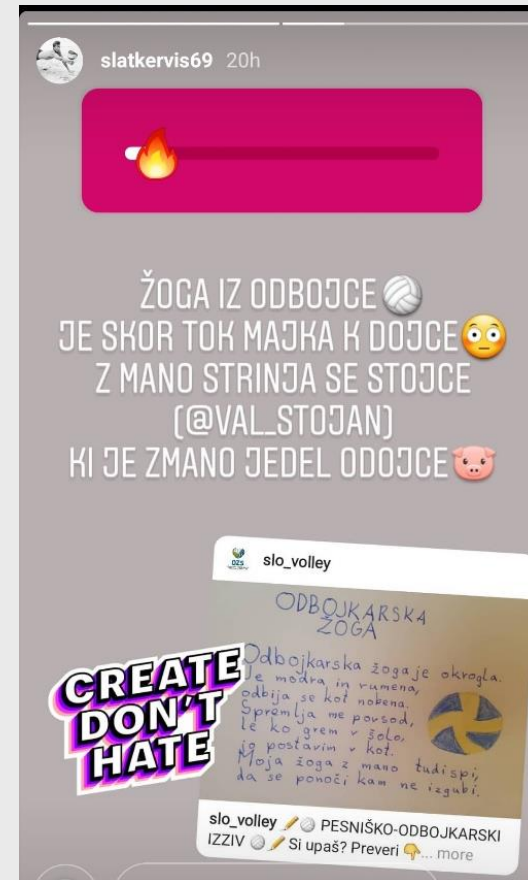 slatkervis69 20h
ŽOGA IZ ODBOJCE🏐
JE SKOR TOK MAJKA K DOJCE😳
Z MANO STRINJA SE STOJCE
(@VAL_STOJAN)
KI JE ZMANO JEDEL ODOJCE🐷
slo_volley
ODBOJKARSKA
ŽOGA
Odbojkarska žoga je okrogla.
Je modra in rumena,
odbija se kot nobena.
Spremlja me povsod,
le ko grem v šolo,
jo postavim v kot.
Moja žoga z mano tudi spi,
da se ponoči kam ne izgubi.
CREATE
DON'T
HATE
slo_volley ✏️🏐 PESNIŠKO-ODBOJKARSKI
IZZIV 🏐✏️ Si upaš? Preveri 👇... more